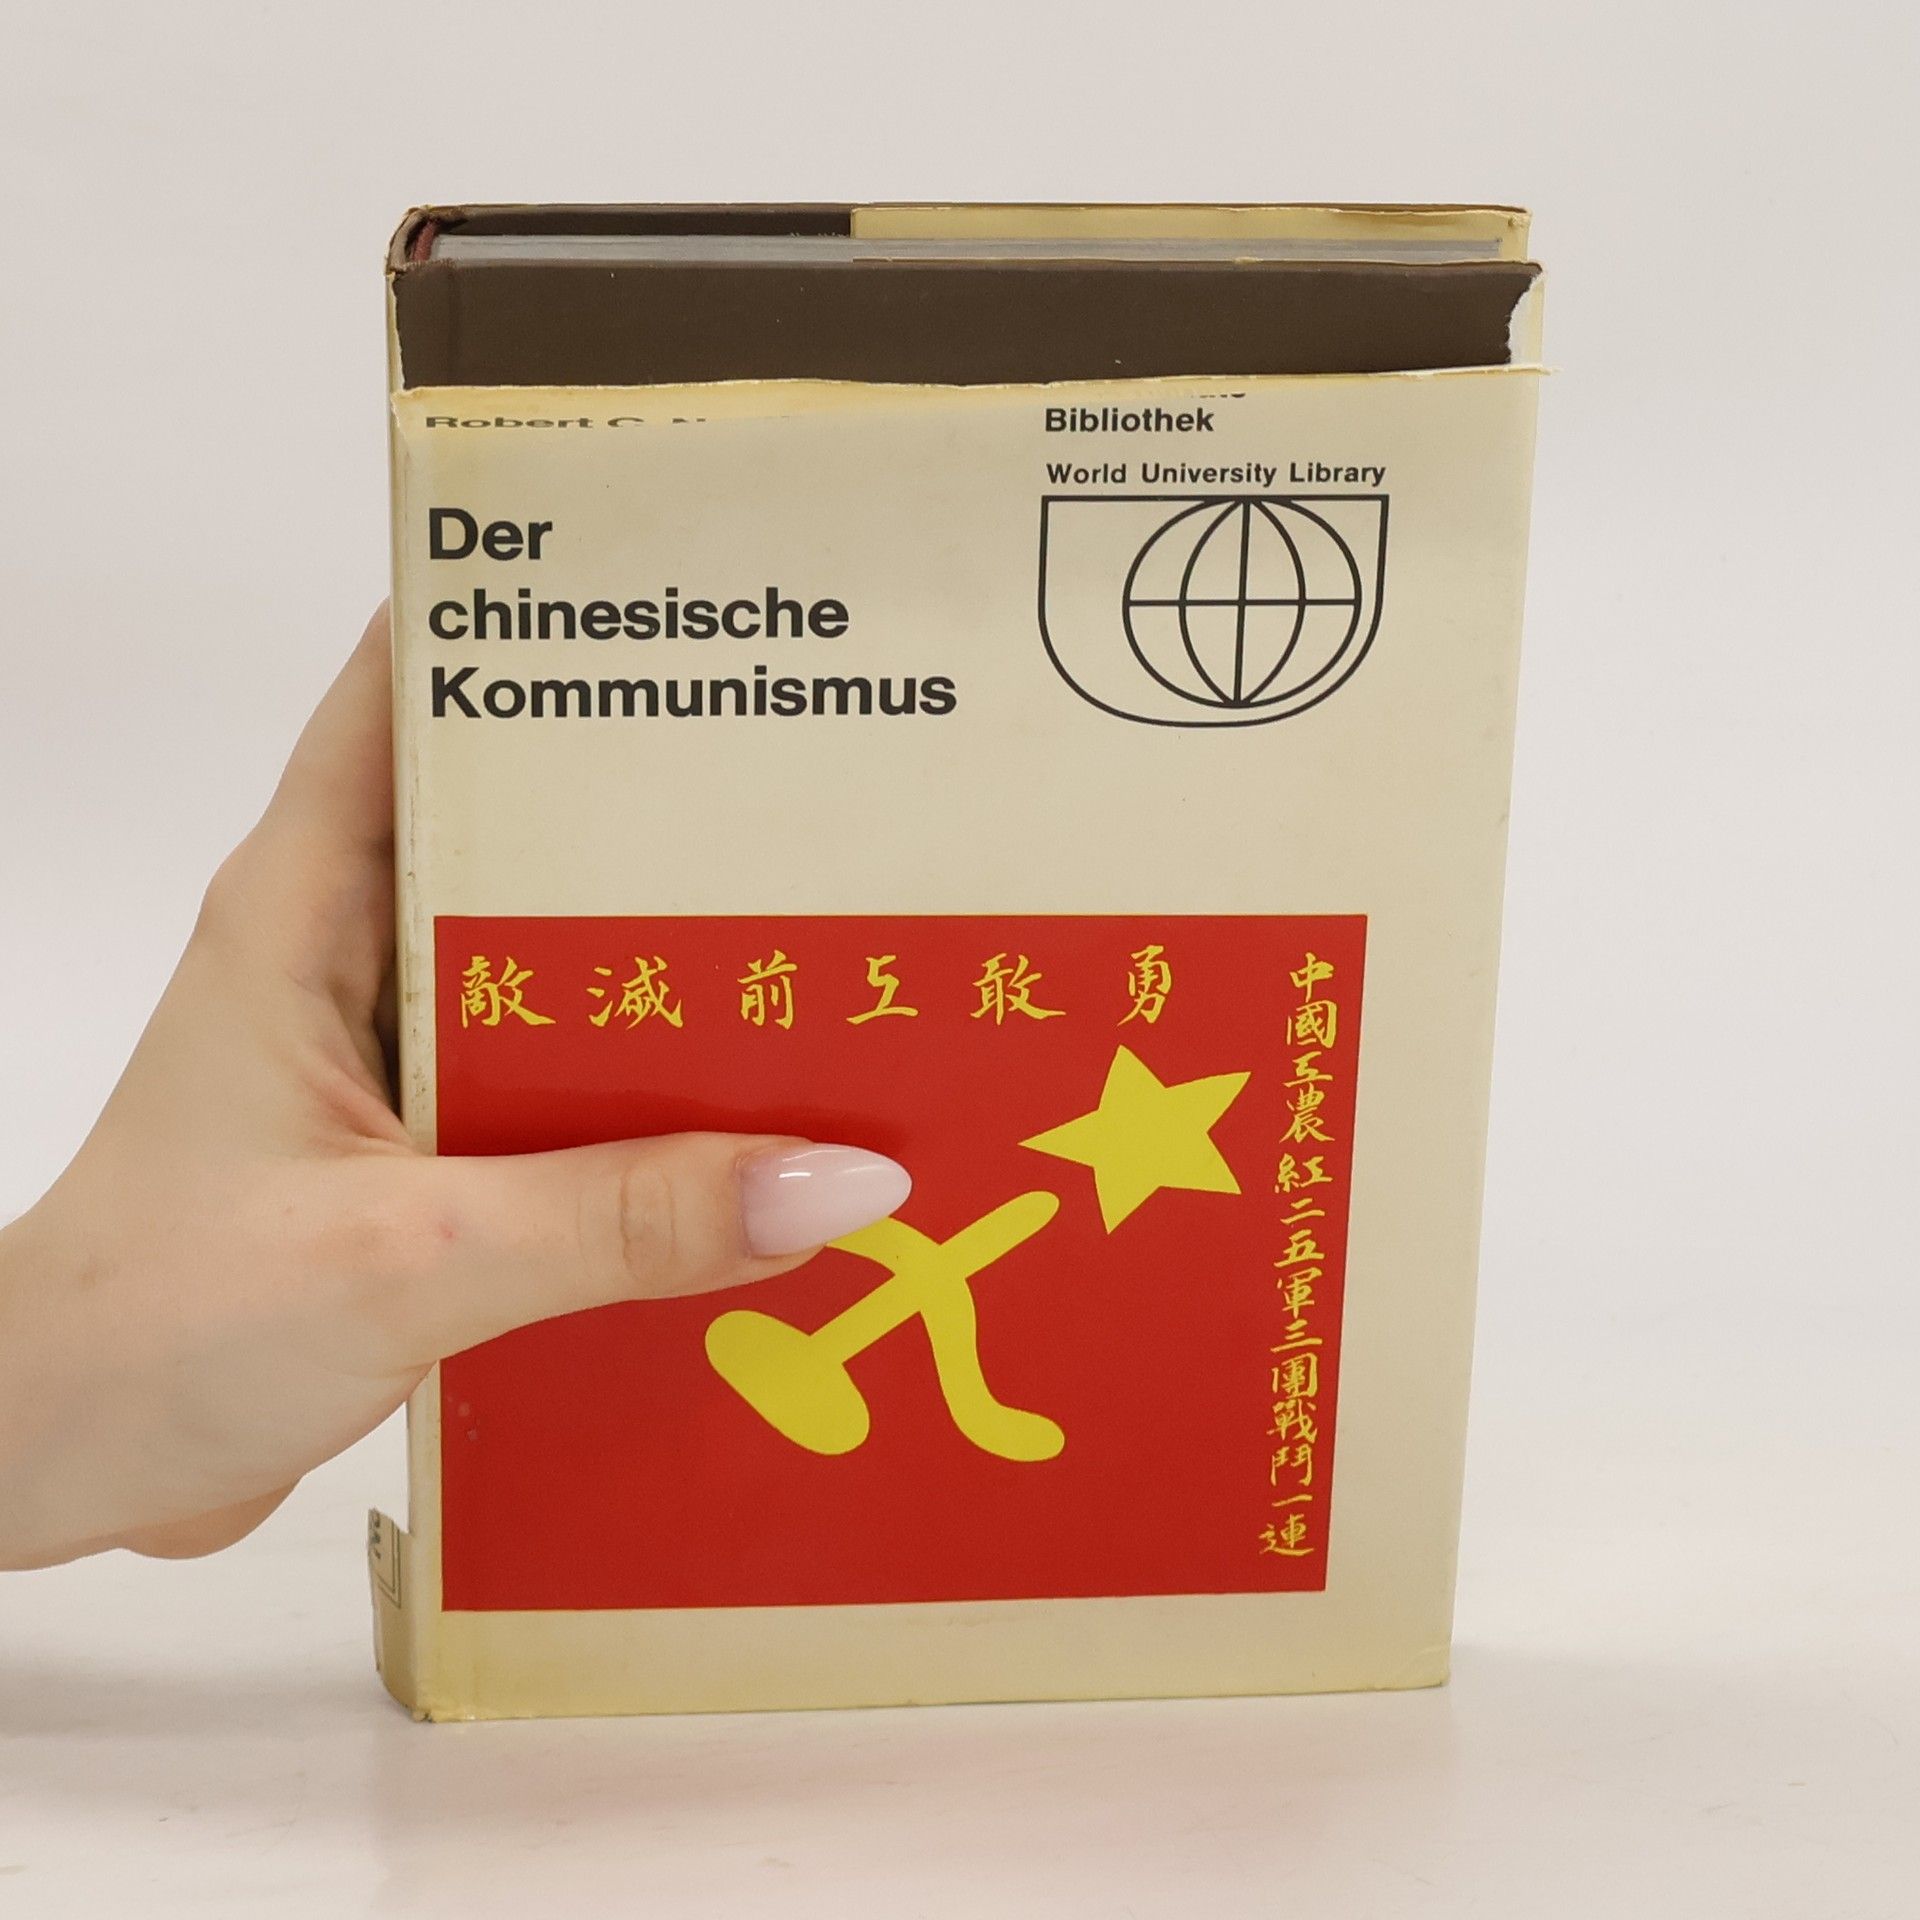 Robert C. N
Bibliothek
World University Library
Der
chinesische
Kommunismus
敵滅前工敢勇
中國工農紅二五軍三團戰鬥一連